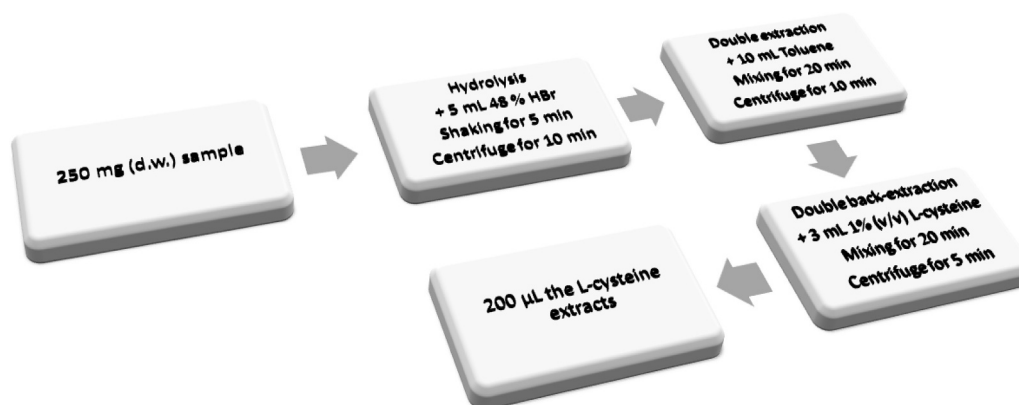 250 mg (d.w.) sample
Hydrolysis
+ 5 mL 48 % HBr
Shaking for 5 min
Centrifuge for 10 min
Double extraction
+ 10 mL Toluene
Mixing for 20 min
Centrifuge for 10 min
Double back-extraction
+ 3 mL 1% (v/v) L-cysteine
Mixing for 20 min
Centrifuge for 5 min
200 µL the L-cysteine
extracts